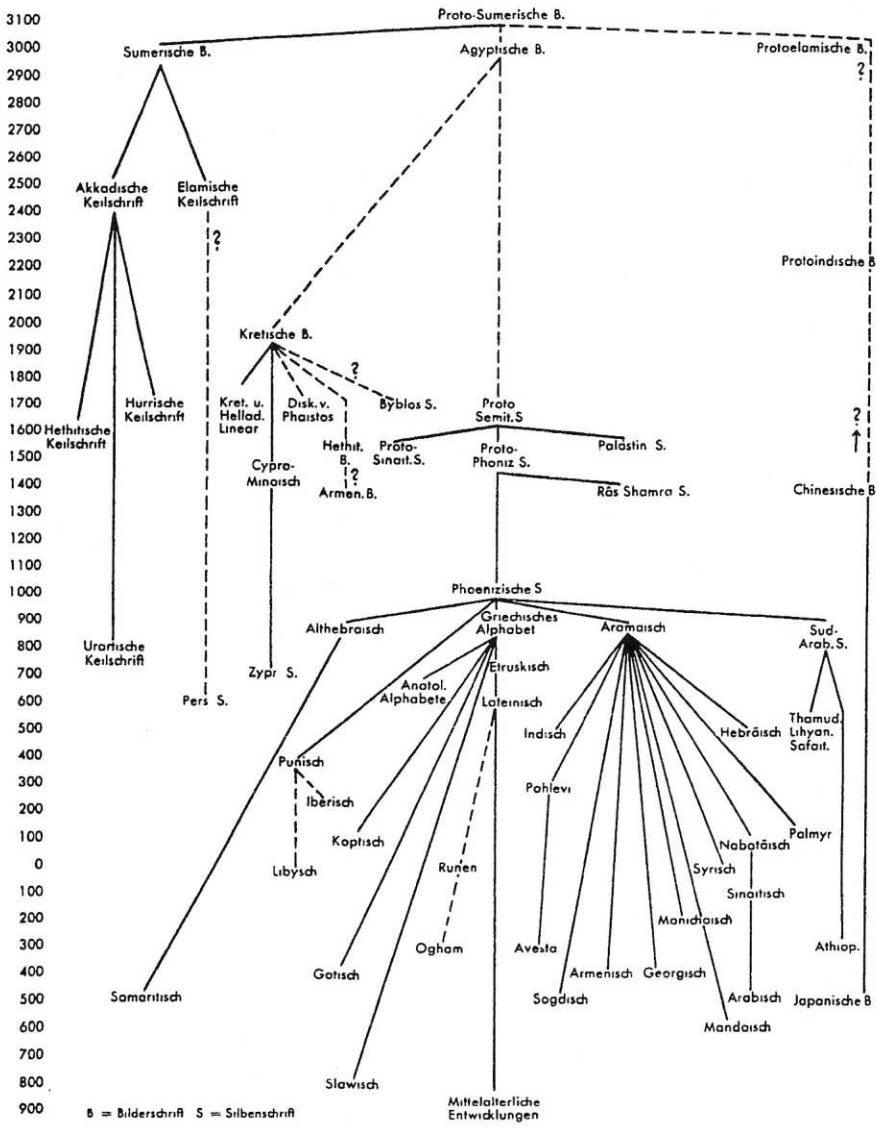 3100
Proto-Sumerische B.
3000
Sumerische B.
Agyptische B.
Protoelamische B.
2900
?
2800
2700
2600
2500
Akkadische
Keilschrift
Elamische
Keilschrift
2400
2300
?
2200
Protoindische B
2100
2000
Kretische B.
1900
1800
?
1700
Hethitische
Keilschrift
Hurrische
Keilschrift
Kret. u.
Hellad.
Linear
Disk. v.
Phaistos
Byblos S.
Proto
Semit. S
1600
?
Hethit.
B.
Proto-
Sinait. S.
Proto-
Phoniz S.
Palästin S.
1500
Cypro-
Minoisch
?
Armen. B.
Rās Shamra S.
1400
Chinesische B
1300
1200
1100
1000
Phoenizische S
900
Althebraisch
Griechisches
Alphabet
Aramaisch
Sud-
Arab. S.
800
Urartische
Keilschrift
700
Zypr S.
Anatol.
Alphabete
Etruskisch
600
Pers S.
Lateinisch
500
Indisch
Hebräisch
Thamud.
Lihyan.
Safait.
400
Punisch
300
Pahlevi
Iberisch
200
100
Koptisch
Nabatäisch
Palmyr
0
Libysch
Runen
Syrisch
100
Sinaitisch
200
Manichaisch
300
Ogham
Avesta
Athiop.
400
Gotisch
Armenisch
Georgisch
500
Samaritisch
Sogdisch
Arabisch
Japanische B
600
Mandaisch
700
800
Slawisch
900
B = Bilderschrift S = Silbenschrift
Mittelalterliche
Entwicklungen